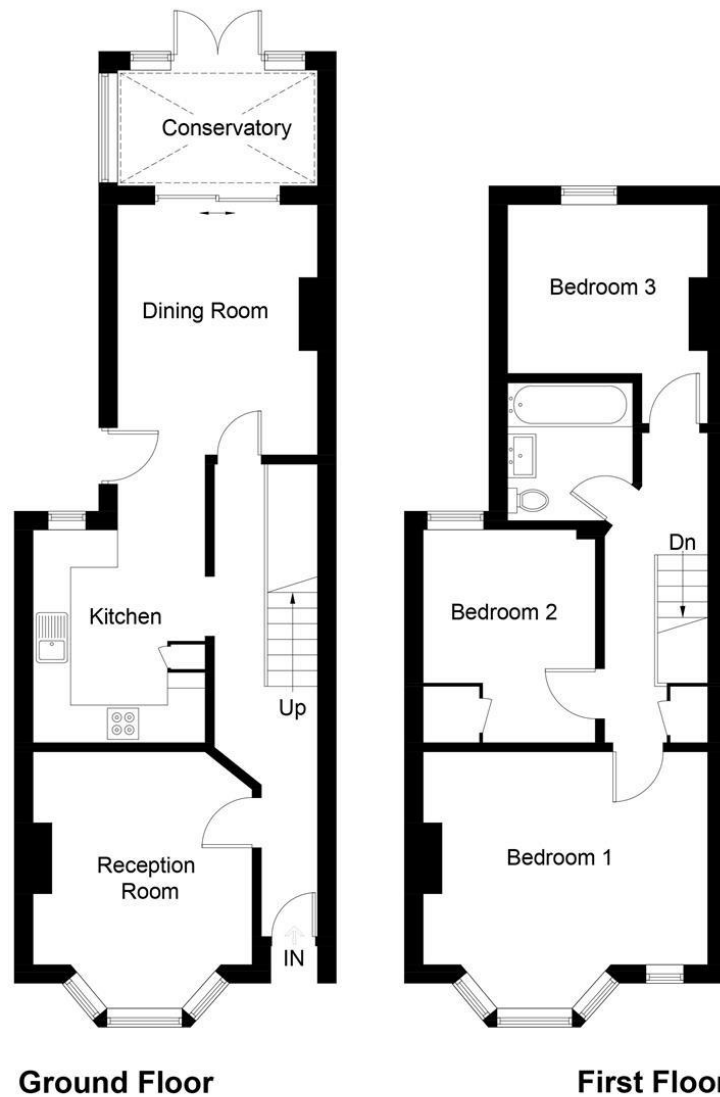 Conservatory
Dining Room
Kitchen
Up
Reception
Room
IN
Ground Floor
Bedroom 3
Dn
Bedroom 2
Bedroom 1
First Floor